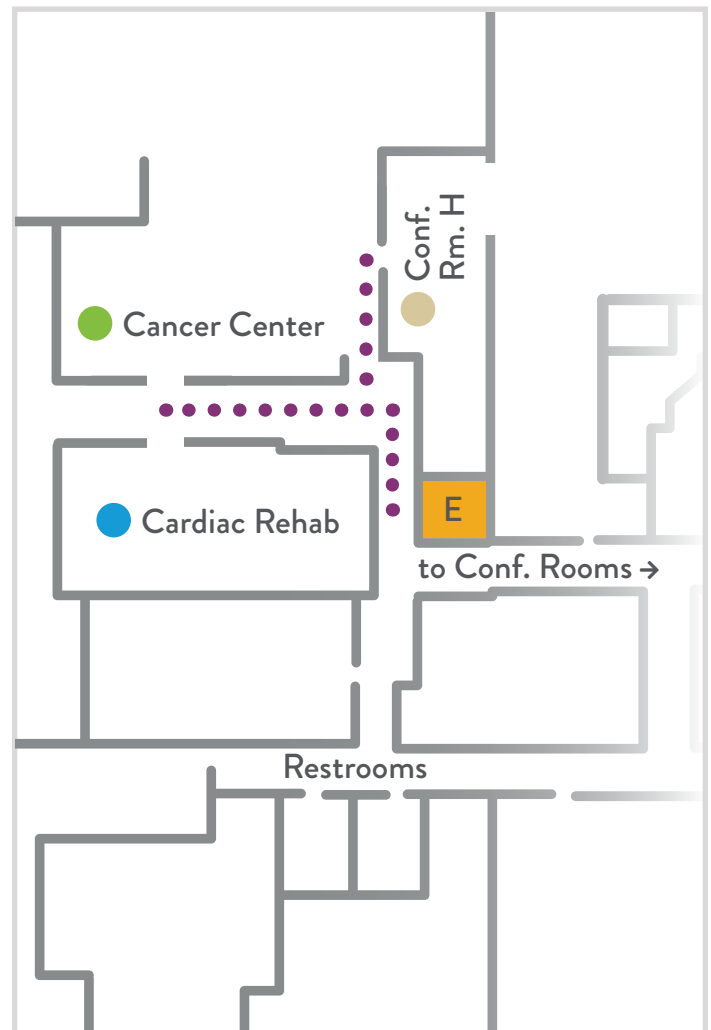 Conf.
Rm. H
Cancer Center
E
Cardiac Rehab
to Conf. Rooms →
Restrooms